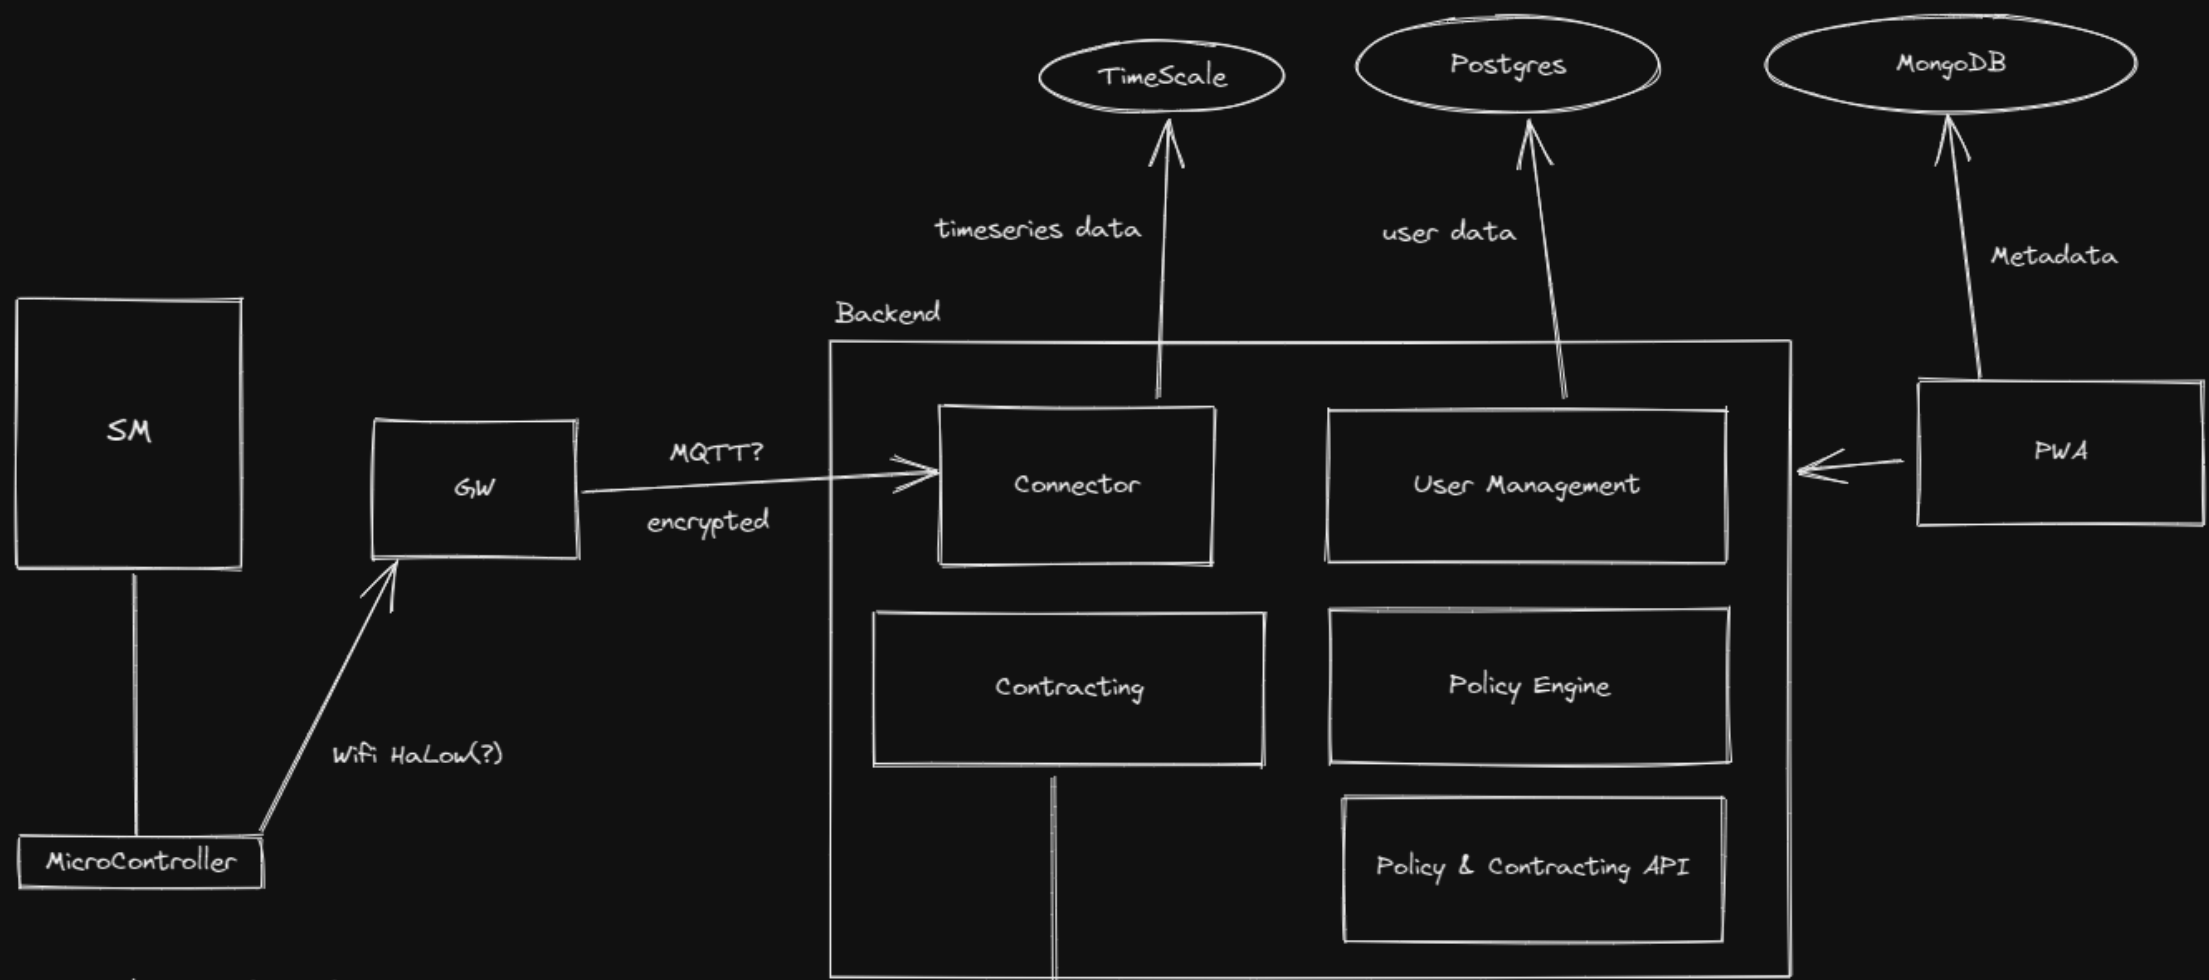 TimeScale
Postgres
MongoDB
timeseries data
user data
Metadata
Backend
SM
GW
MQTT?
encrypted
Connector
User Management
PWA
Contracting
Policy Engine
Wifi HaLow(?)
MicroController
Policy & Contracting API